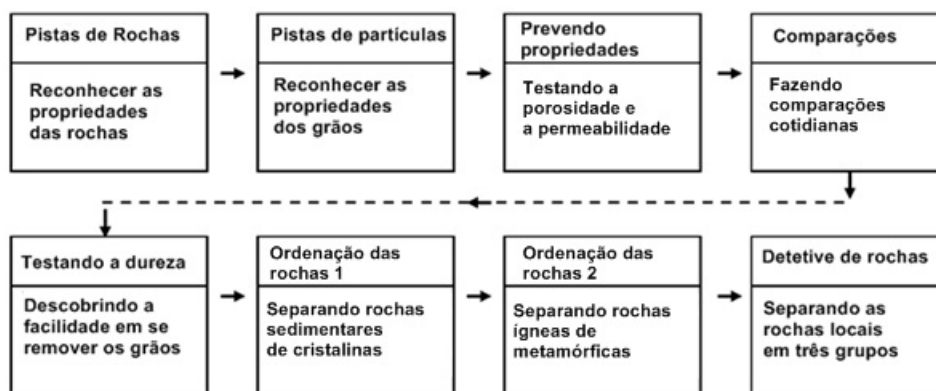 Pistas de Rochas
Reconhecer as
propriedades
das rochas
Pistas de partículas
Reconhecer as
propriedades
dos grãos
Prevendo
propriedades
Testando a
porosidade e
a permeabilidade
Comparações
Fazendo
comparações
cotidianas
Testando a dureza
Descobrindo a
facilidade em se
remover os grãos
Ordenação das
rochas 1
Separando rochas
sedimentares
de cristalinas
Ordenação das
rochas 2
Separando rochas
ígneas de
metamórficas
Detetive de rochas
Separando as
rochas locais
em três grupos